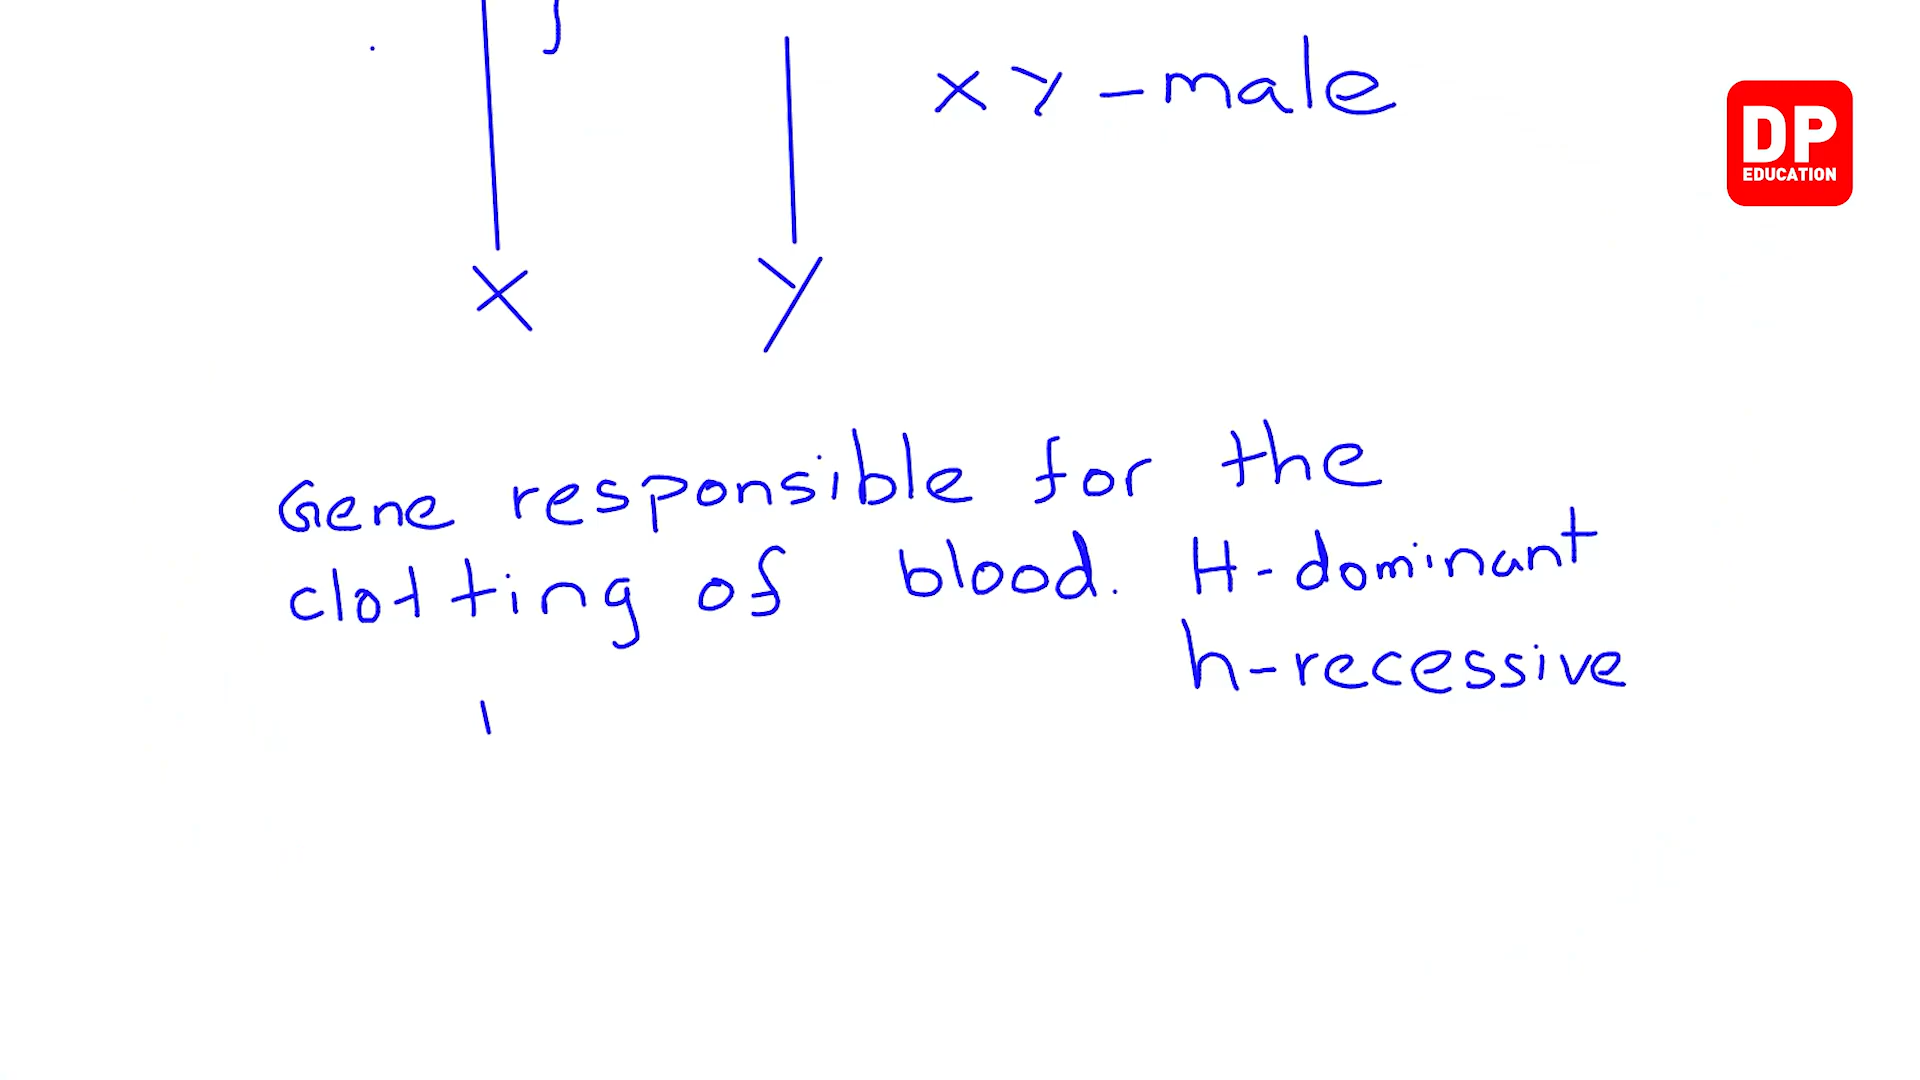 XY - male
DP
EDUCATION
X Y
Gene responsible for the
clotting of blood. H - dominant
h - recessive